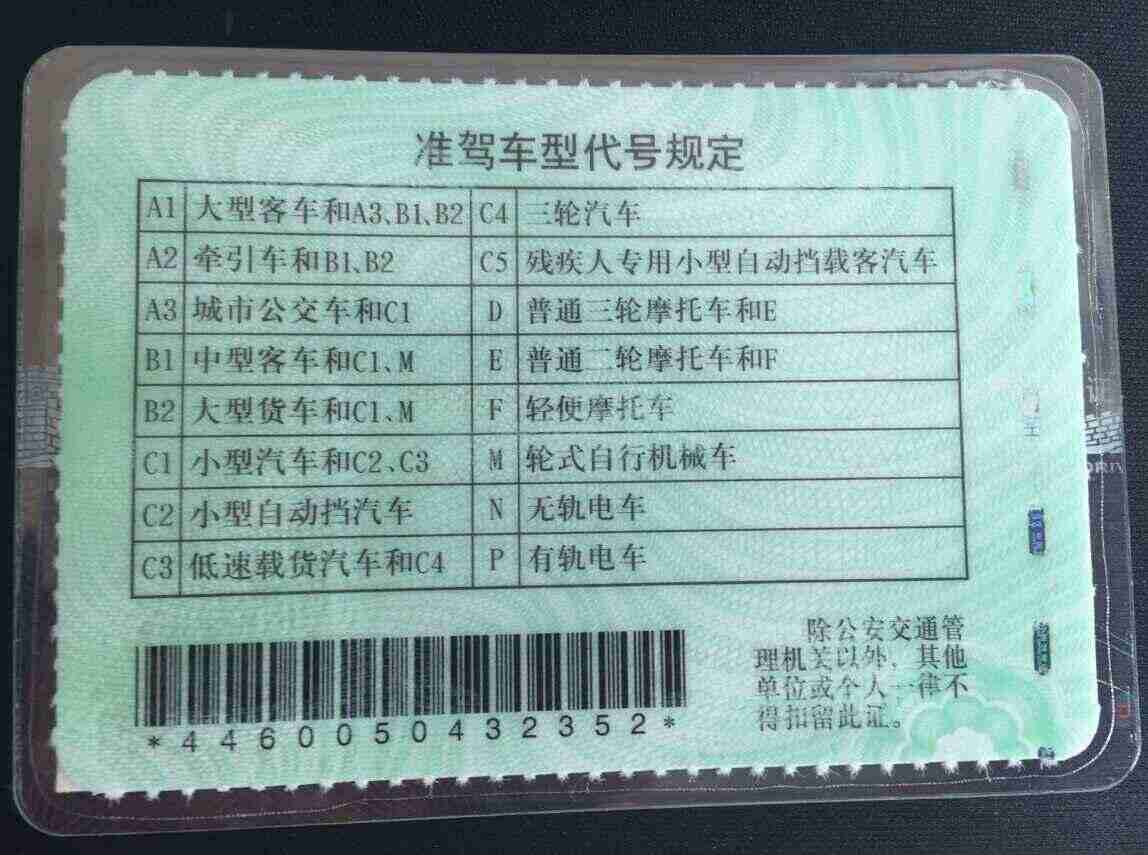 准驾车型代号规定
A1 大型客车和A3、B1、B2 C4 三轮汽车
A2 牵引车和B1、B2 C5 残疾人专用小型自动挡载客汽车
A3 城市公交车和C1 D 普通三轮摩托车和E
B1 中型客车和C1、M E 普通二轮摩托车和F
B2 大型货车和C1、M F 轻便摩托车
C1 小型汽车和C2、C3 M 轮式自行机械车
C2 小型自动挡汽车 N 无轨电车
C3 低速载货汽车和C4 P 有轨电车
除公安交通管
理机关以外，其他
单位或个人一律不
得扣留此证。
*4460050432352*